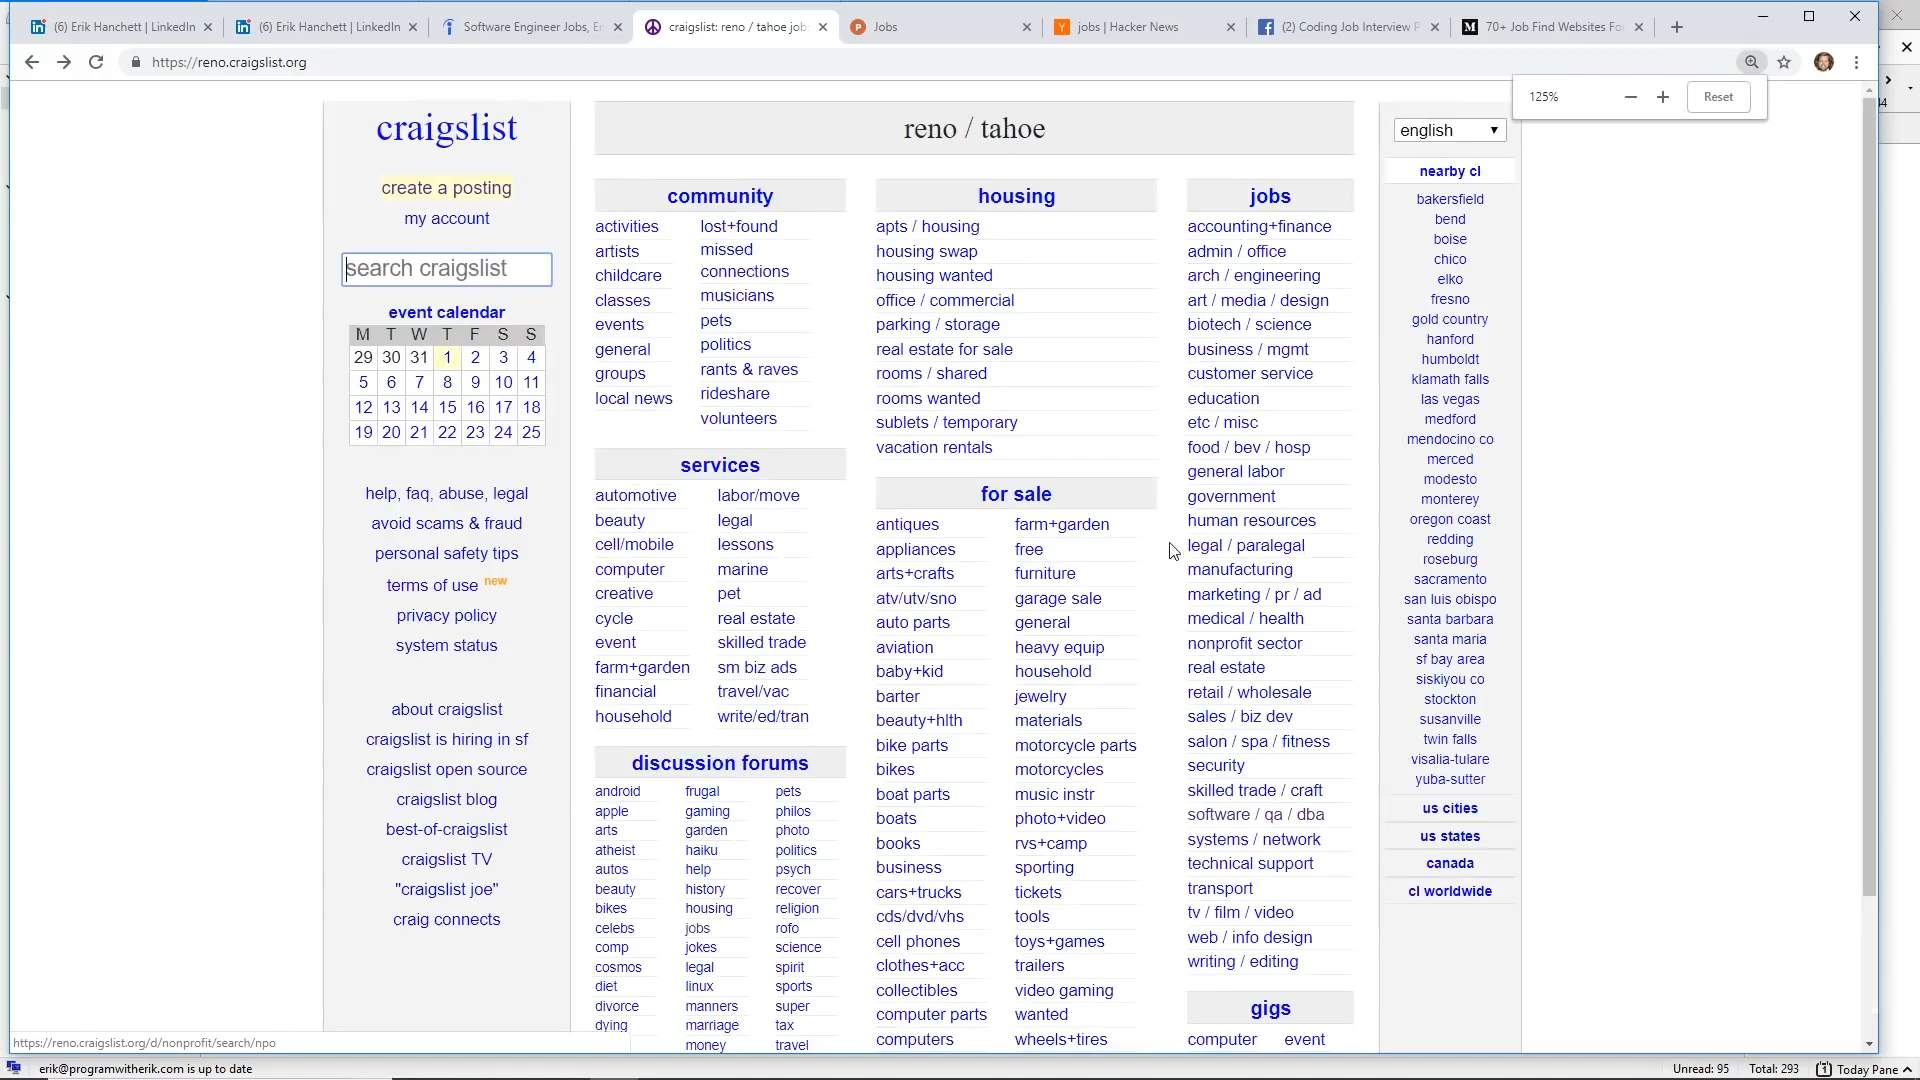 (6) Erik Hanchett | LinkedIn
(6) Erik Hanchett | LinkedIn
Software Engineer Jobs, En
craigslist: reno / tahoe jobs
Jobs
jobs | Hacker News
(2) Coding Job Interview P
70+ Job Find Websites Fo
https://reno.craigslist.org
125%
Reset
craigslist
create a posting
my account
search craigslist
event calendar
M T W T F S S
29 30 31 1 2 3 4
5 6 7 8 9 10 11
12 13 14 15 16 17 18
19 20 21 22 23 24 25
help, faq, abuse, legal
avoid scams & fraud
personal safety tips
terms of use new
privacy policy
system status
about craigslist
craigslist is hiring in sf
craigslist open source
craigslist blog
best-of-craigslist
craigslist TV
"craigslist joe"
craig connects
reno / tahoe
community
activities
artists
childcare
classes
events
general
groups
local news
lost+found
missed
connections
musicians
pets
politics
rants & raves
rideshare
volunteers
services
automotive
beauty
cell/mobile
computer
creative
cycle
event
farm+garden
financial
household
labor/move
legal
lessons
marine
pet
real estate
skilled trade
sm biz ads
travel/vac
write/ed/tran
discussion forums
android
apple
arts
atheist
autos
beauty
bikes
celebs
comp
cosmos
diet
divorce
dying
frugal
gaming
garden
haiku
help
history
housing
jobs
jokes
legal
linux
manners
marriage
money
pets
philos
photo
politics
psych
recover
religion
rofo
science
spirit
sports
super
tax
travel
housing
apts / housing
housing swap
housing wanted
office / commercial
parking / storage
real estate for sale
rooms / shared
rooms wanted
sublets / temporary
vacation rentals
for sale
antiques
appliances
arts+crafts
atv/utv/sno
auto parts
aviation
baby+kid
barter
beauty+hlth
bike parts
bikes
boat parts
boats
books
business
cars+trucks
cds/dvd/vhs
cell phones
clothes+acc
collectibles
computer parts
computers
farm+garden
free
furniture
garage sale
general
heavy equip
household
jewelry
materials
motorcycle parts
motorcycles
music instr
photo+video
rvs+camp
sporting
tickets
tools
toys+games
trailers
video gaming
wanted
wheels+tires
jobs
accounting+finance
admin / office
arch / engineering
art / media / design
biotech / science
business / mgmt
customer service
education
etc / misc
food / bev / hosp
general labor
government
human resources
legal / paralegal
manufacturing
marketing / pr / ad
medical / health
nonprofit sector
real estate
retail / wholesale
sales / biz dev
salon / spa / fitness
security
skilled trade / craft
software / qa / dba
systems / network
technical support
transport
tv / film / video
web / info design
writing / editing
gigs
computer event
english
nearby cl
bakersfield
bend
boise
chico
elko
fresno
gold country
hanford
humboldt
klamath falls
las vegas
medford
mendocino co
merced
modesto
monterey
oregon coast
redding
roseburg
sacramento
san luis obispo
santa barbara
santa maria
sf bay area
siskiyou co
stockton
susanville
twin falls
visalia-tulare
yuba-sutter
us cities
us states
canada
cl worldwide
https://reno.craigslist.org/d/nonprofit/search/npo
erik@programwitherik.com is up to date
Unread: 95
Total: 293
1
Today Pane